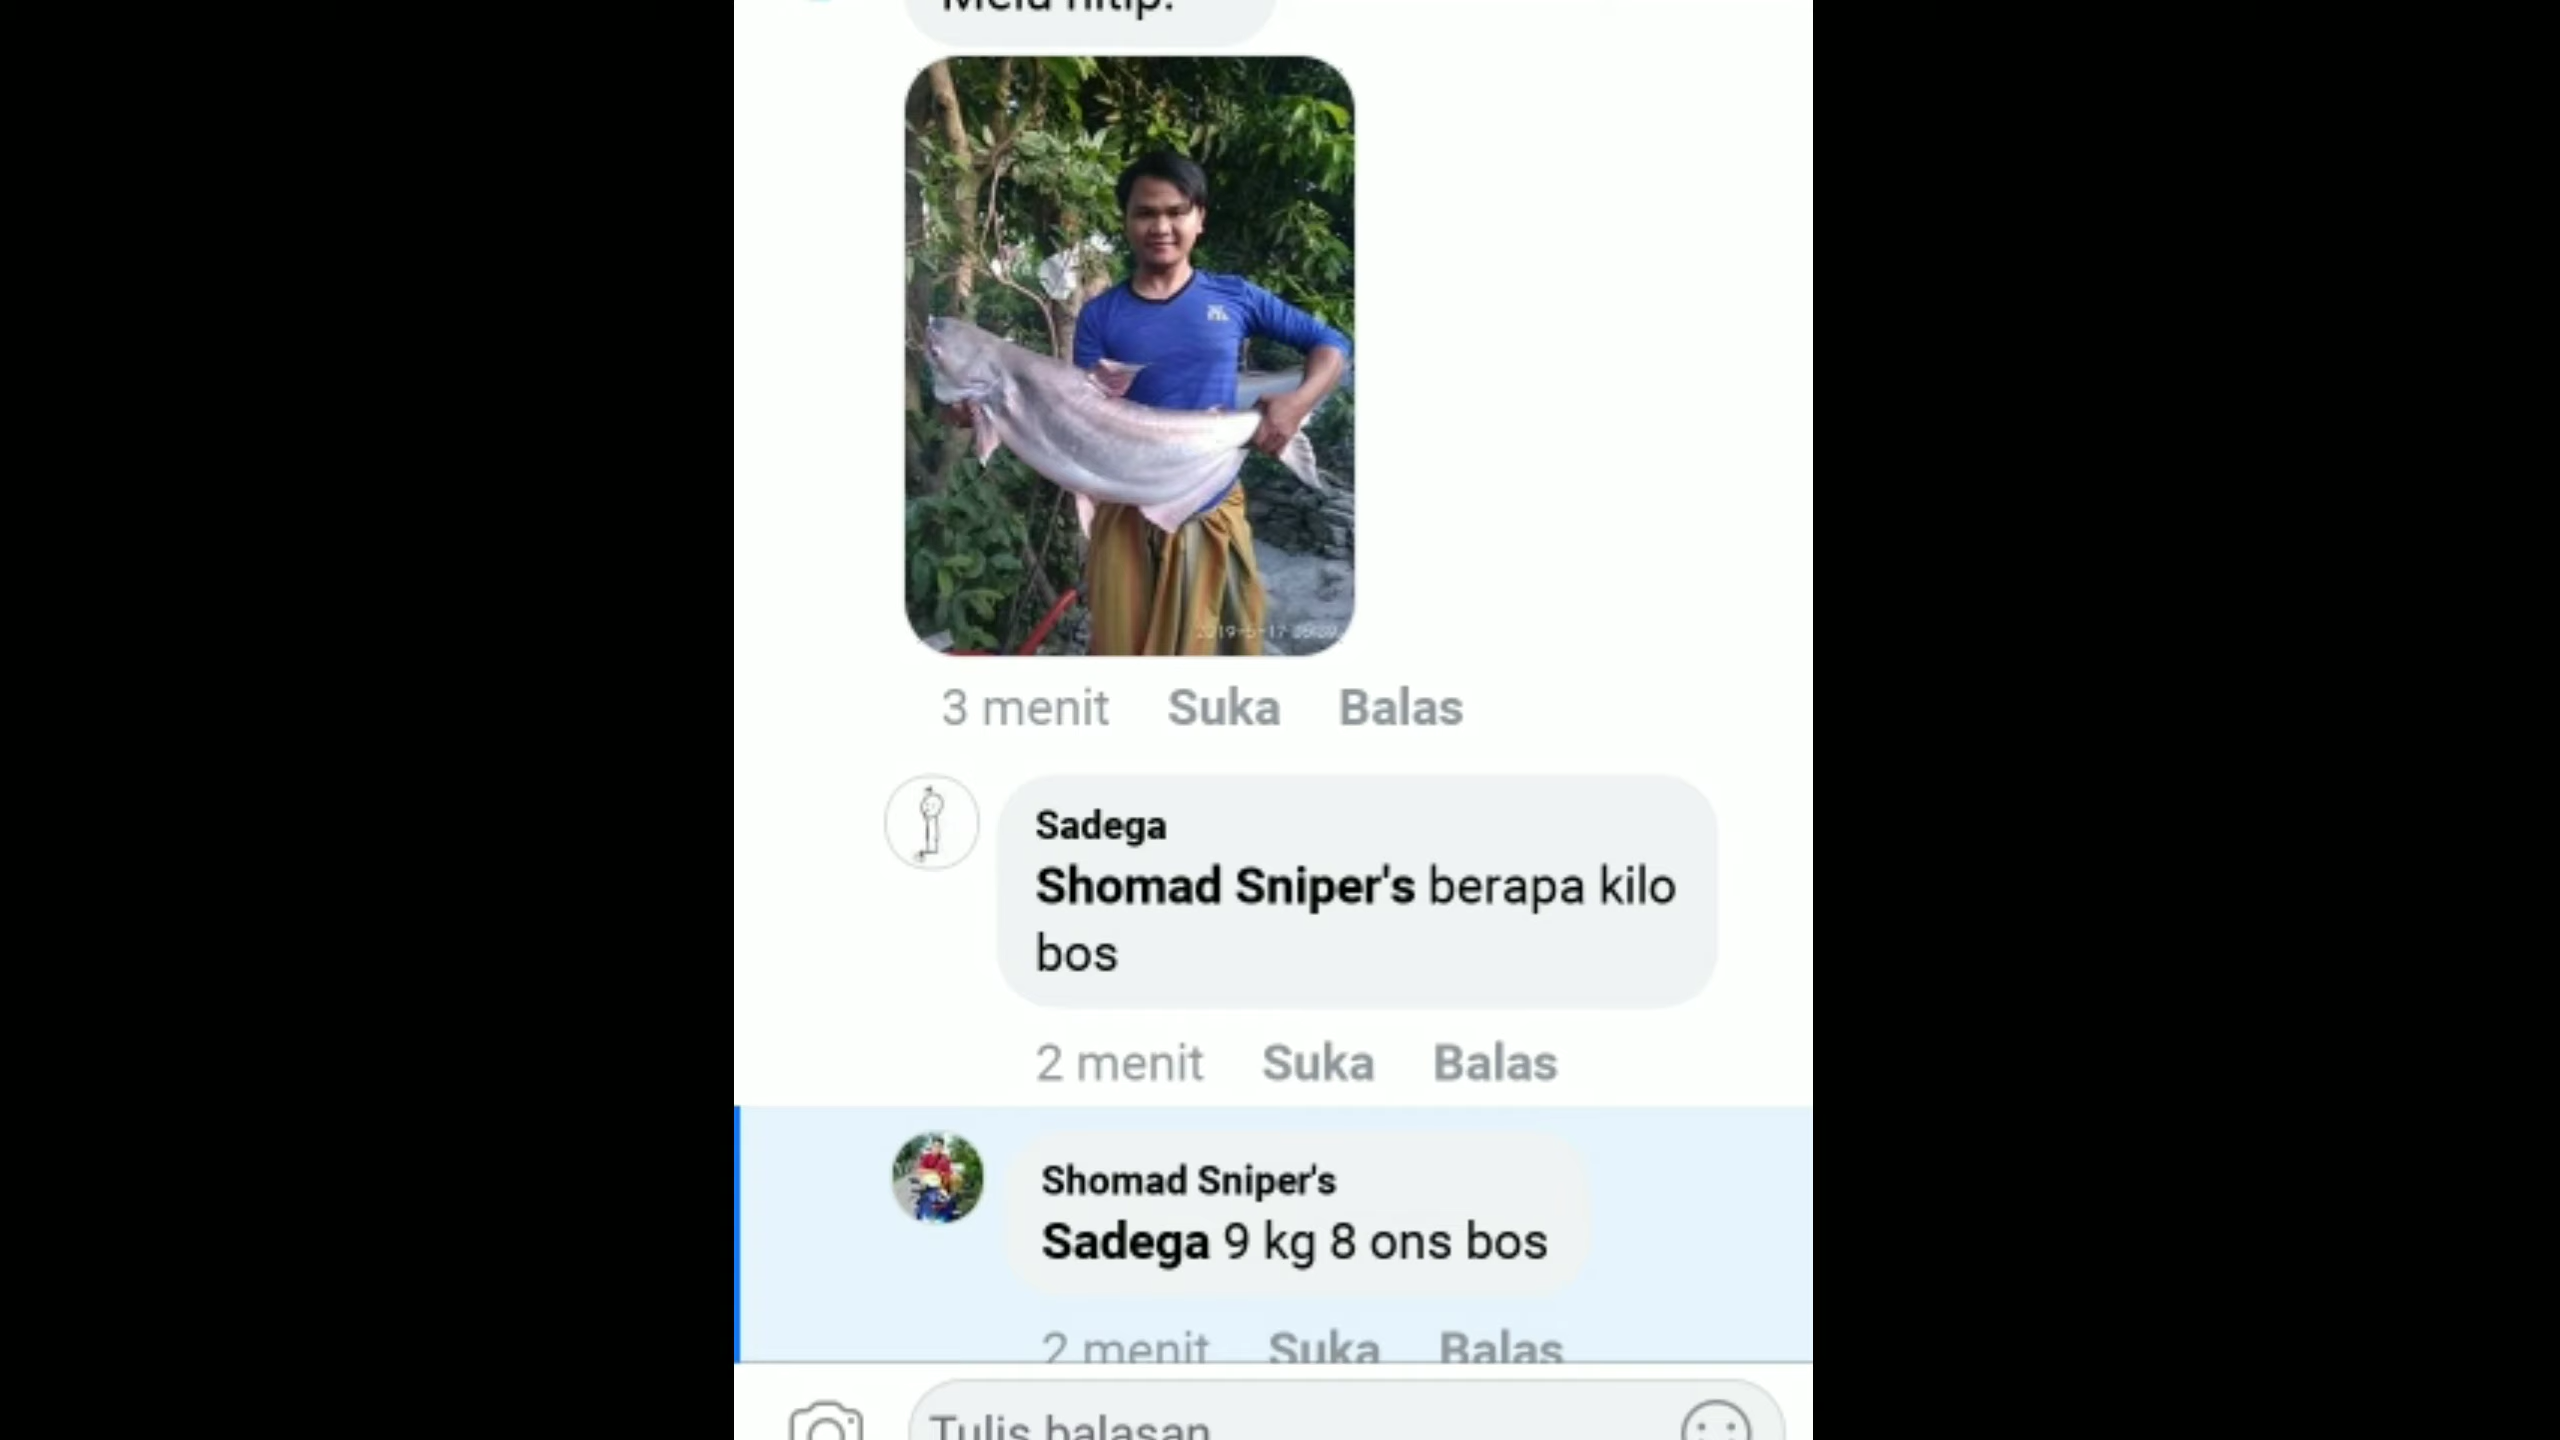 3 menit Suka Balas
Sadega
Shomad Sniper's berapa kilo
bos
2 menit Suka Balas
Shomad Sniper's
Sadega 9 kg 8 ons bos
2 menit Suka Balas
Tulis balasan